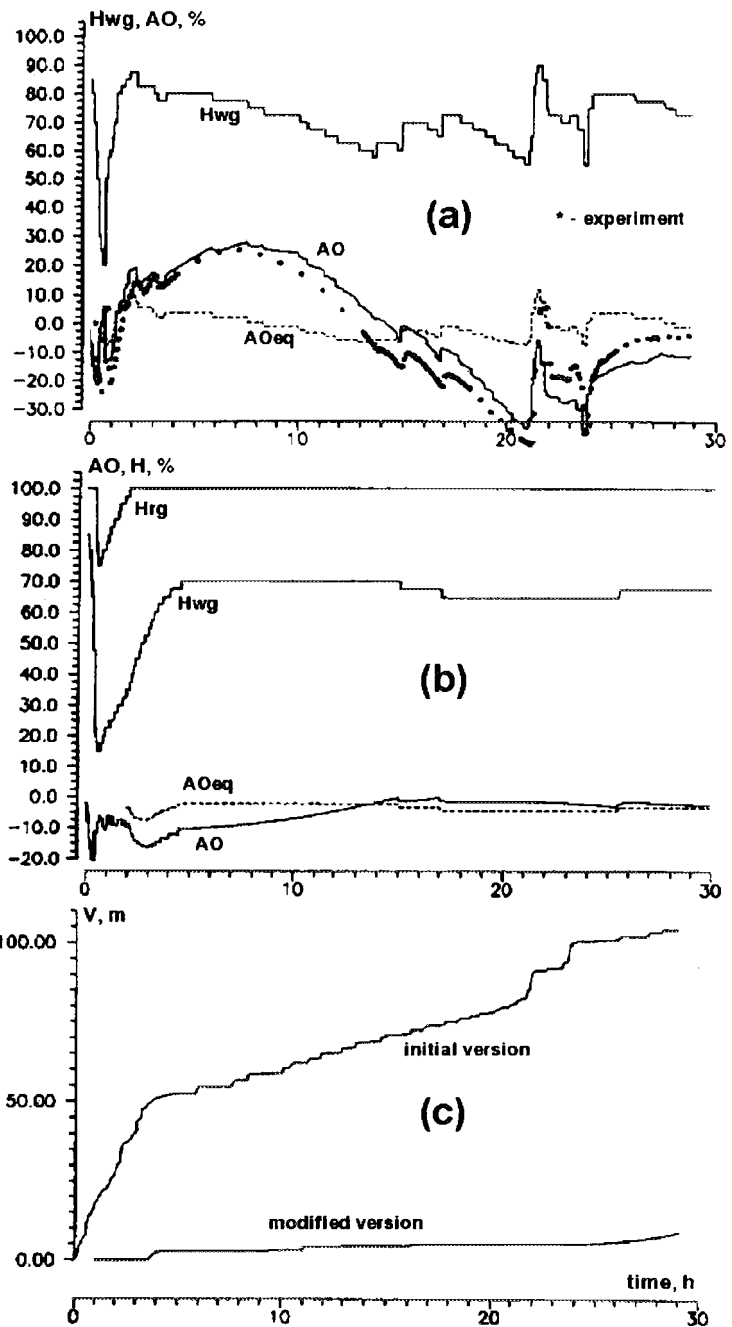 Hwg, AO, %
100.0
90.0
80.0
70.0
60.0
50.0
40.0
30.0
20.0
10.0
0.0
−10.0
−20.0
−30.0
Hwg
(a)
* - experiment
AO
AOeq
0 10 20 30
AO, H, %
100.0
90.0
80.0
70.0
60.0
50.0
40.0
30.0
20.0
10.0
0.0
−10.0
−20.0
Hrg
Hwg
(b)
AOeq
AO
0 10 20 30
V, m
100.00
50.00
0.00
initial version
(c)
modified version
time, h
0 10 20 30